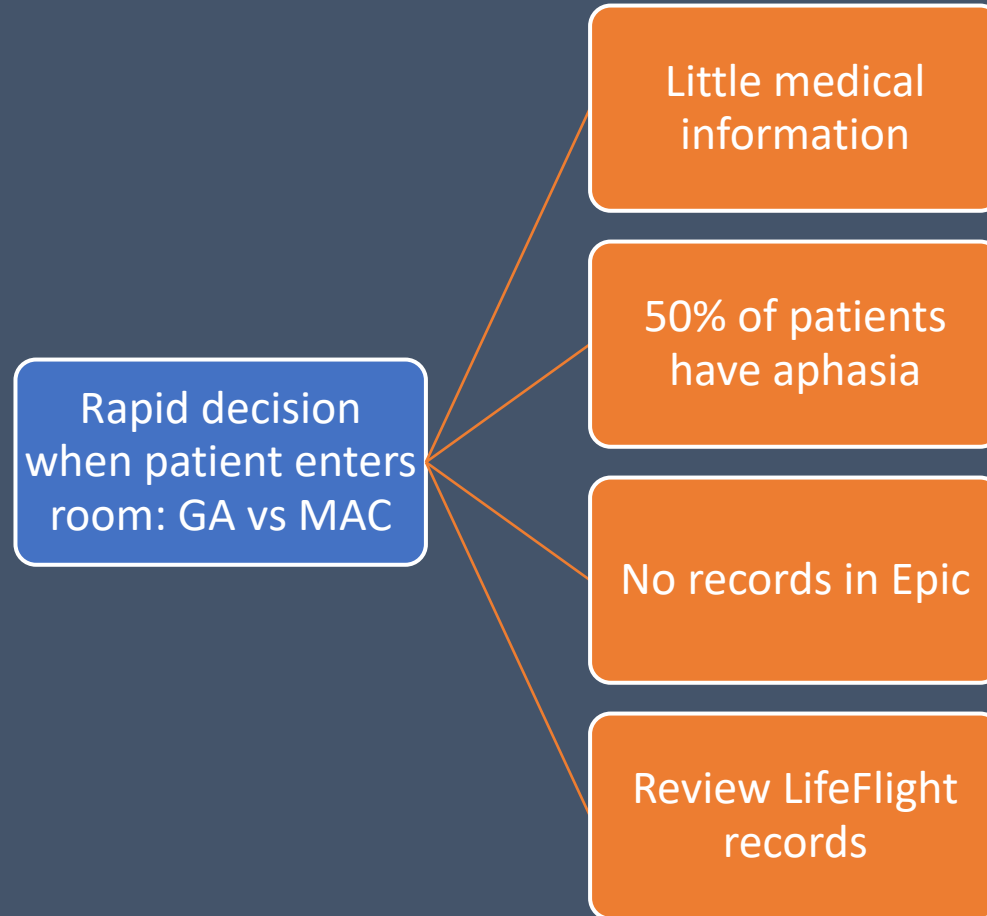 Rapid decision
when patient enters
room: GA vs MAC
Little medical
information
50% of patients
have aphasia
No records in Epic
Review LifeFlight
records